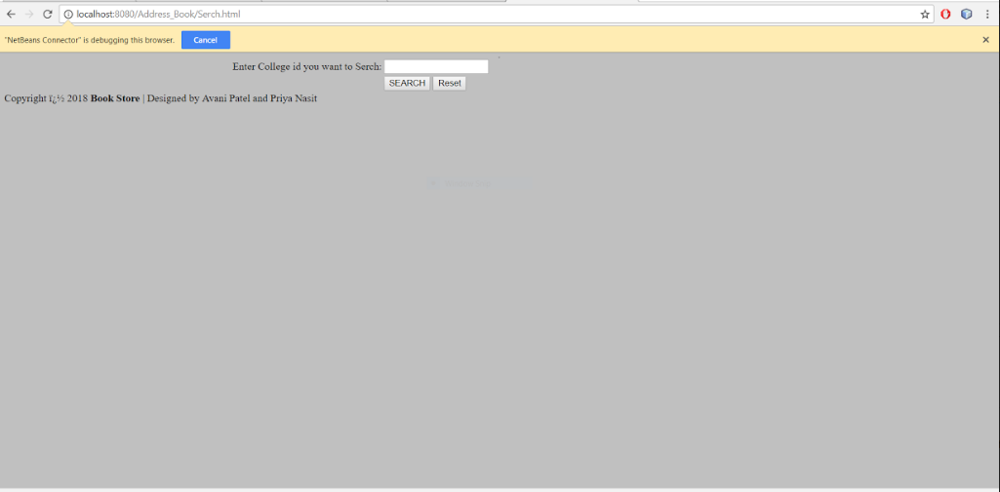 localhost:8080/Address_Book/Serch.html
"NetBeans Connector" is debugging this browser. Cancel
Enter College id you want to Serch:
SEARCH Reset
Copyright ï¿½ 2018 Book Store | Designed by Avani Patel and Priya Nasit